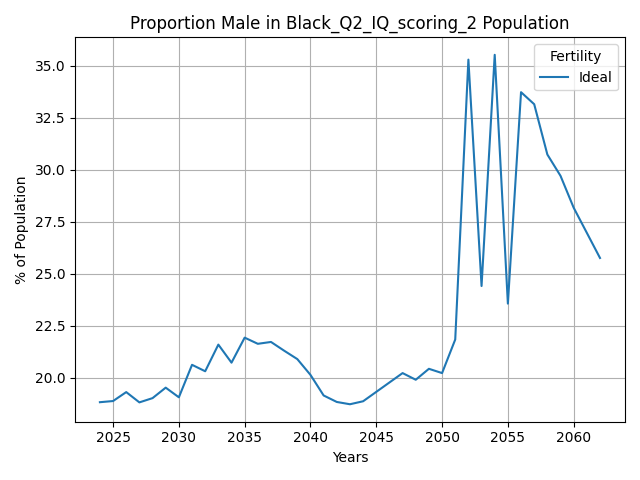 Proportion Male in Black_Q2_IQ_scoring_2 Population
Fertility
Ideal
% of Population
35.0
32.5
30.0
27.5
25.0
22.5
20.0
2025 2030 2035 2040 2045 2050 2055 2060
Years